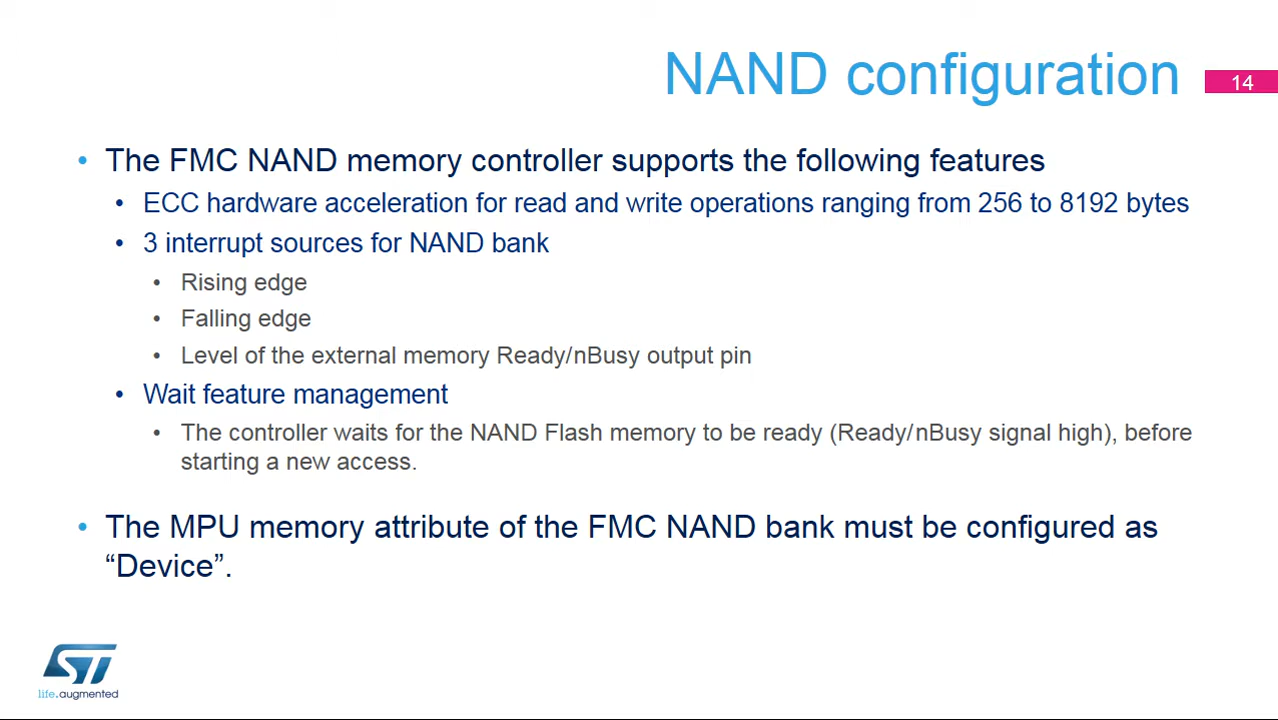 NAND configuration
14
• The FMC NAND memory controller supports the following features
• ECC hardware acceleration for read and write operations ranging from 256 to 8192 bytes
• 3 interrupt sources for NAND bank
• Rising edge
• Falling edge
• Level of the external memory Ready/nBusy output pin
• Wait feature management
• The controller waits for the NAND Flash memory to be ready (Ready/nBusy signal high), before
starting a new access.
• The MPU memory attribute of the FMC NAND bank must be configured as
“Device”.
ST
life.augmented